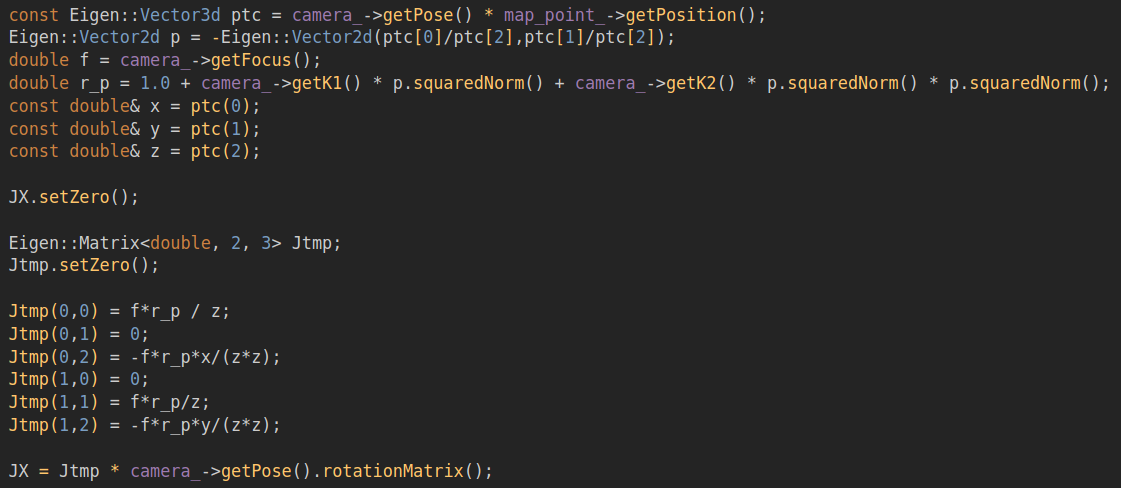 const Eigen::Vector3d ptc = camera_->getPose() * map_point_->getPosition();
Eigen::Vector2d p = -Eigen::Vector2d(ptc[0]/ptc[2],ptc[1]/ptc[2]);
double f = camera_->getFocus();
double r_p = 1.0 + camera_->getK1() * p.squaredNorm() + camera_->getK2() * p.squaredNorm() * p.squaredNorm();
const double& x = ptc(0);
const double& y = ptc(1);
const double& z = ptc(2);
JX.setZero();
Eigen::Matrix<double, 2, 3> Jtmp;
Jtmp.setZero();
Jtmp(0,0) = f*r_p / z;
Jtmp(0,1) = 0;
Jtmp(0,2) = -f*r_p*x/(z*z);
Jtmp(1,0) = 0;
Jtmp(1,1) = f*r_p/z;
Jtmp(1,2) = -f*r_p*y/(z*z);
JX = Jtmp * camera_->getPose().rotationMatrix();